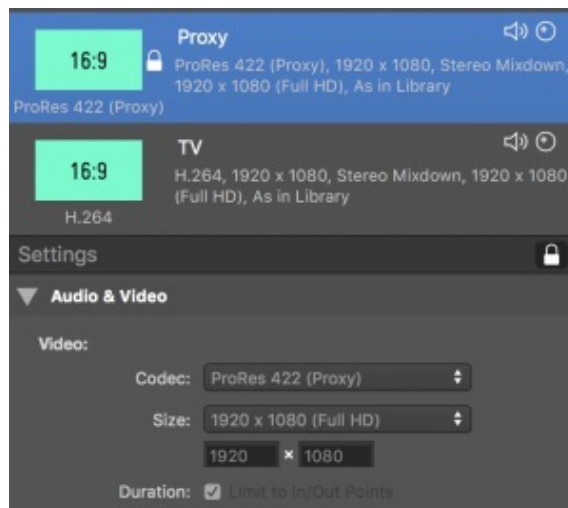 Proxy
16:9
ProRes 422 (Proxy), 1920 x 1080, Stereo Mixdown,
1920 x 1080 (Full HD), As in Library
ProRes 422 (Proxy)
TV
16:9
H.264, 1920 x 1080, Stereo Mixdown, 1920 x 1080
(Full HD), As in Library
H.264
Settings
Audio & Video
Video:
Codec: ProRes 422 (Proxy)
Size: 1920 x 1080 (Full HD)
1920 × 1080
Duration: Limit to In/Out Points